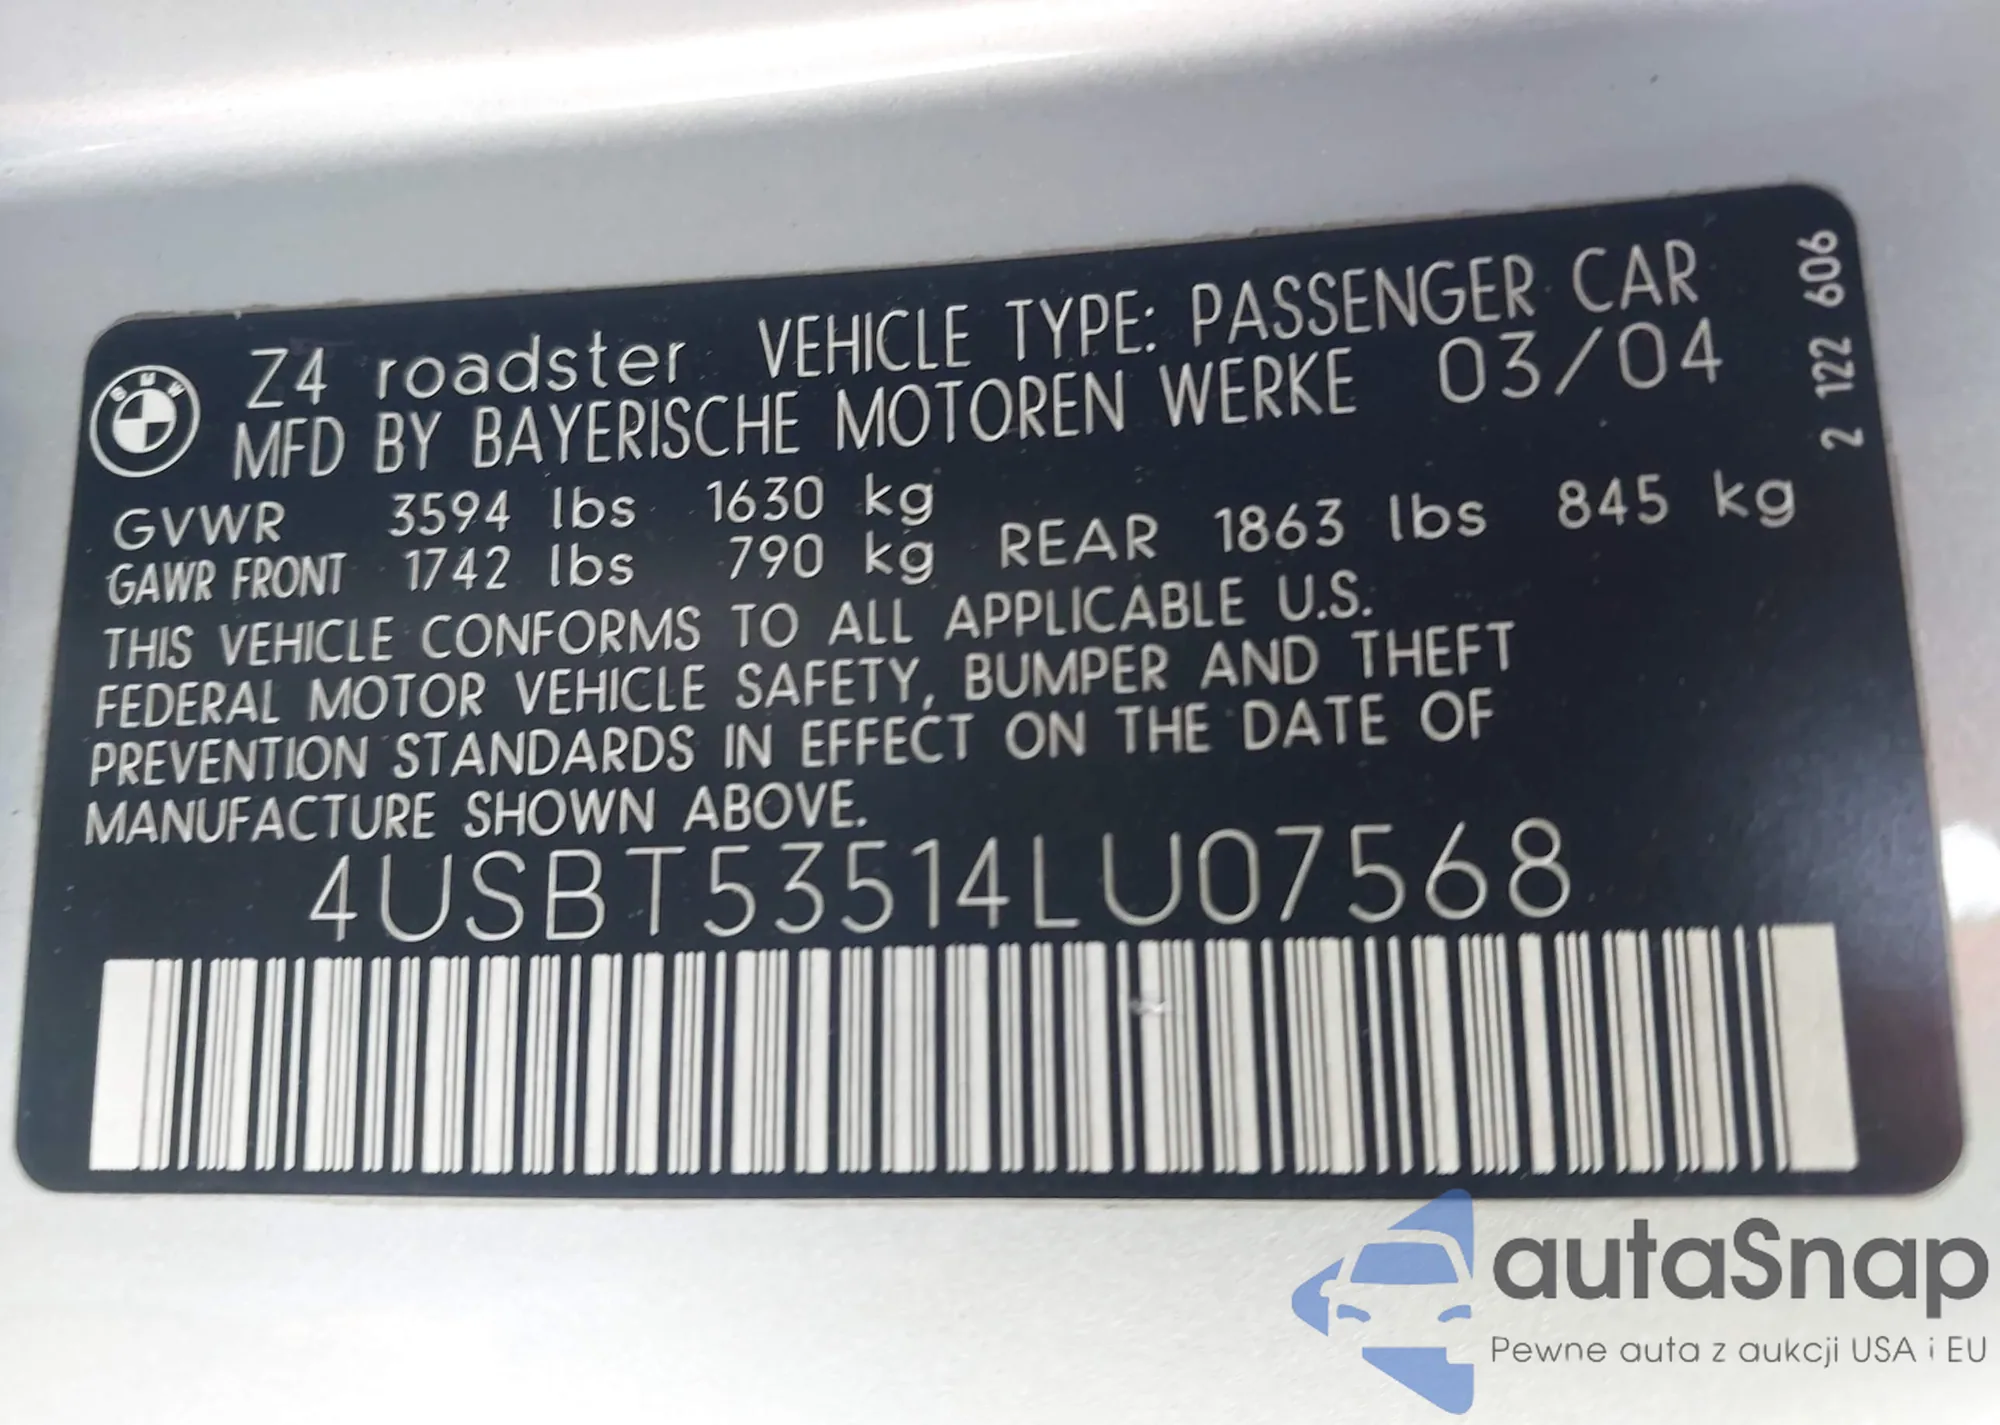 Z4 roadster VEHICLE TYPE: PASSENGER CAR
MFD BY BAYERISCHE MOTOREN WERKE 03/04
GVWR 3594 lbs 1630 kg
GAWR FRONT 1742 lbs 790 kg REAR 1863 lbs 845 kg
THIS VEHICLE CONFORMS TO ALL APPLICABLE U.S.
FEDERAL MOTOR VEHICLE SAFETY, BUMPER AND THEFT
PREVENTION STANDARDS IN EFFECT ON THE DATE OF
MANUFACTURE SHOWN ABOVE.
4USBT53514LU07568
2 122 606
BMW
autaSnap
Pewne auta z aukcji USA i EU